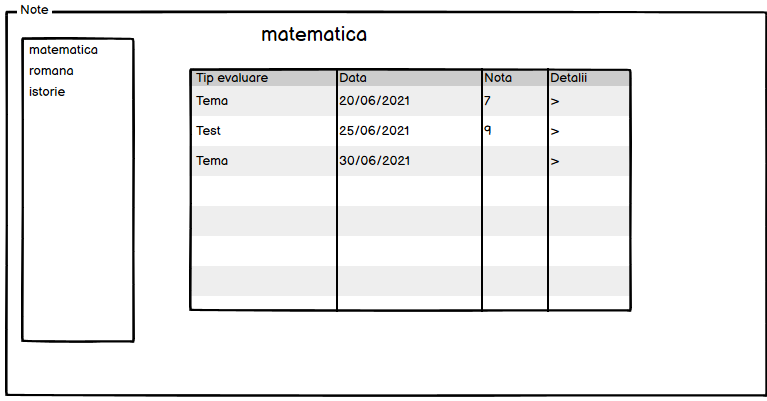 Note
matematica
romana
istorie
matematica
Tip evaluare Data Nota Detalii
Tema 20/06/2021 7 >
Test 25/06/2021 9 >
Tema 30/06/2021 >